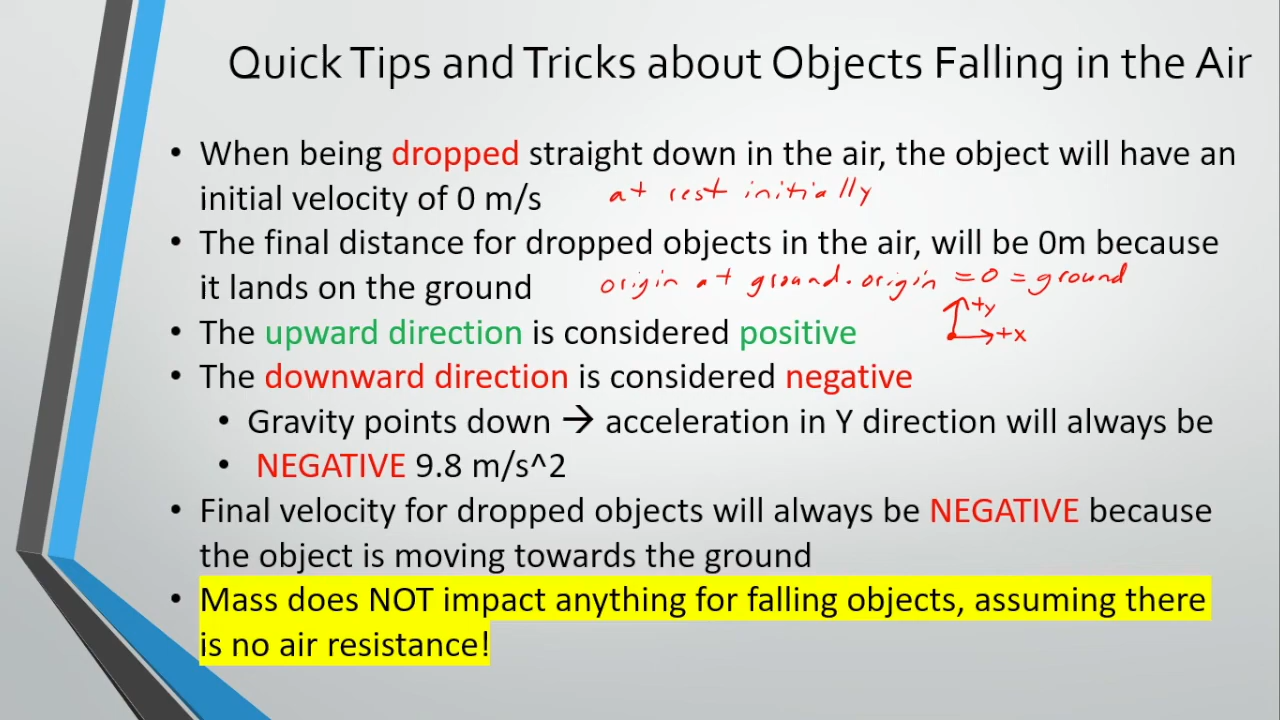 Quick Tips and Tricks about Objects Falling in the Air
• When being dropped straight down in the air, the object will have an
initial velocity of 0 m/s at rest initially
• The final distance for dropped objects in the air, will be 0m because
it lands on the ground origin at ground. origin = 0 = ground
• The upward direction is considered positive
+y
+x
• The downward direction is considered negative
• Gravity points down → acceleration in Y direction will always be
• NEGATIVE 9.8 m/s^2
• Final velocity for dropped objects will always be NEGATIVE because
the object is moving towards the ground
• Mass does NOT impact anything for falling objects, assuming there
is no air resistance!